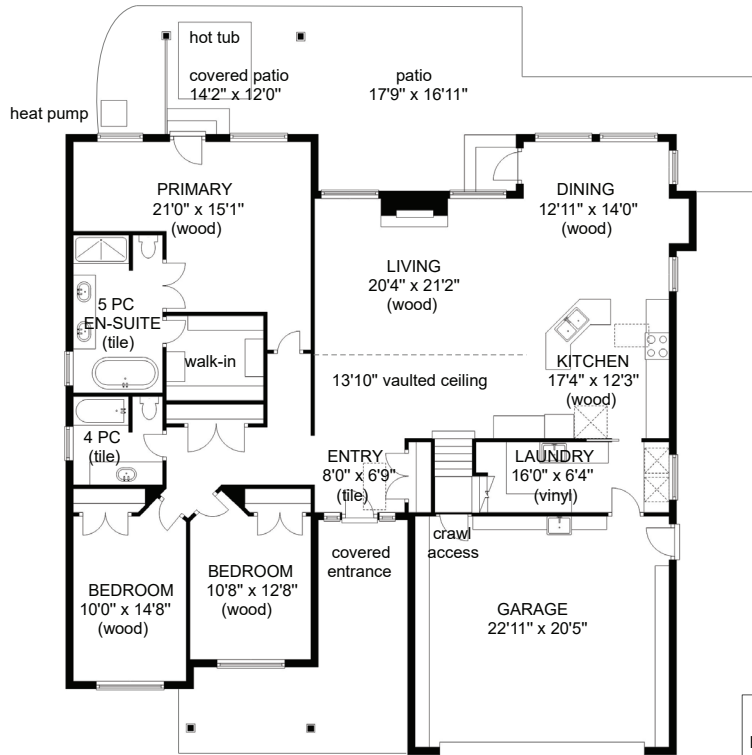 hot tub
covered patio
14'2" x 12'0"
patio
17'9" x 16'11"
heat pump
PRIMARY
21'0" x 15'1"
(wood)
DINING
12'11" x 14'0"
(wood)
LIVING
20'4" x 21'2"
(wood)
5 PC
EN-SUITE
(tile)
walk-in
13'10" vaulted ceiling
KITCHEN
17'4" x 12'3"
(wood)
4 PC
(tile)
ENTRY
8'0" x 6'9"
(tile)
LAUNDRY
16'0" x 6'4"
(vinyl)
crawl
access
covered
entrance
BEDROOM
10'0" x 14'8"
(wood)
BEDROOM
10'8" x 12'8"
(wood)
GARAGE
22'11" x 20'5"